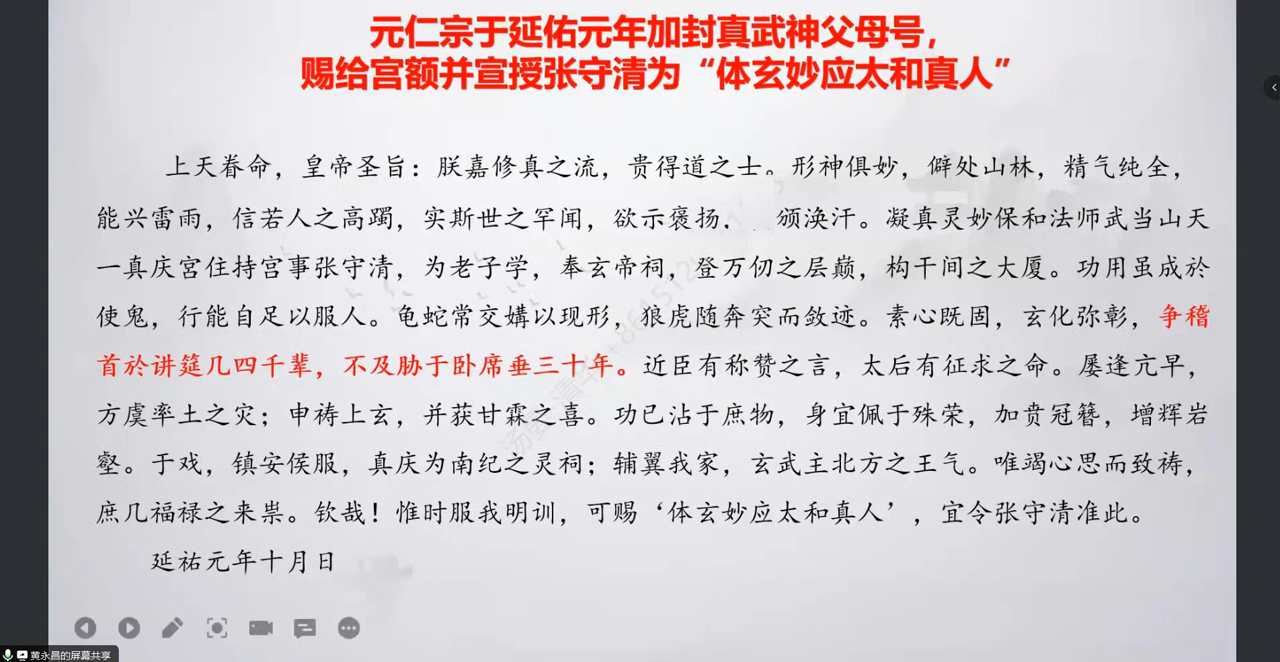 元仁宗于延佑元年加封真武神父母号，
赐给宫额并宣授张守清为“体玄妙应太和真人”
上天眷命，皇帝圣旨：朕嘉修真之流，贵得道之士。形神俱妙，僻处山林，精气纯全，
能兴雷雨，信若人之高躅，实斯世之罕闻，欲示褒扬． 颁涣汗。凝真灵妙保和法师武当山天
一真庆宫住持宫事张守清，为老子学，奉玄帝祠，登万仞之层巅，构干间之大厦。功用虽成於
使鬼，行能自足以服人。龟蛇常交媾以现形，狼虎随奔突而敛迹。素心既固，玄化弥彰，争稽
首於讲筵几四千辈，不及胁于卧席垂三十年。近臣有称赞之言，太后有征求之命。屡逢亢早，
方虞率土之灾；申祷上玄，并获甘霖之喜。功已沾于庶物，身宜佩于殊荣，加贲冠簪，增辉岩
壑。于戏，镇安侯服，真庆为南纪之灵祠；辅翼我家，玄武主北方之王气。唯竭心思而致祷，
庶几福禄之来祟。钦哉！惟时服我明训，可赐‘体玄妙应太和真人’，宜令张守清准此。
延祐元年十月日
黄永昌的屏幕共享